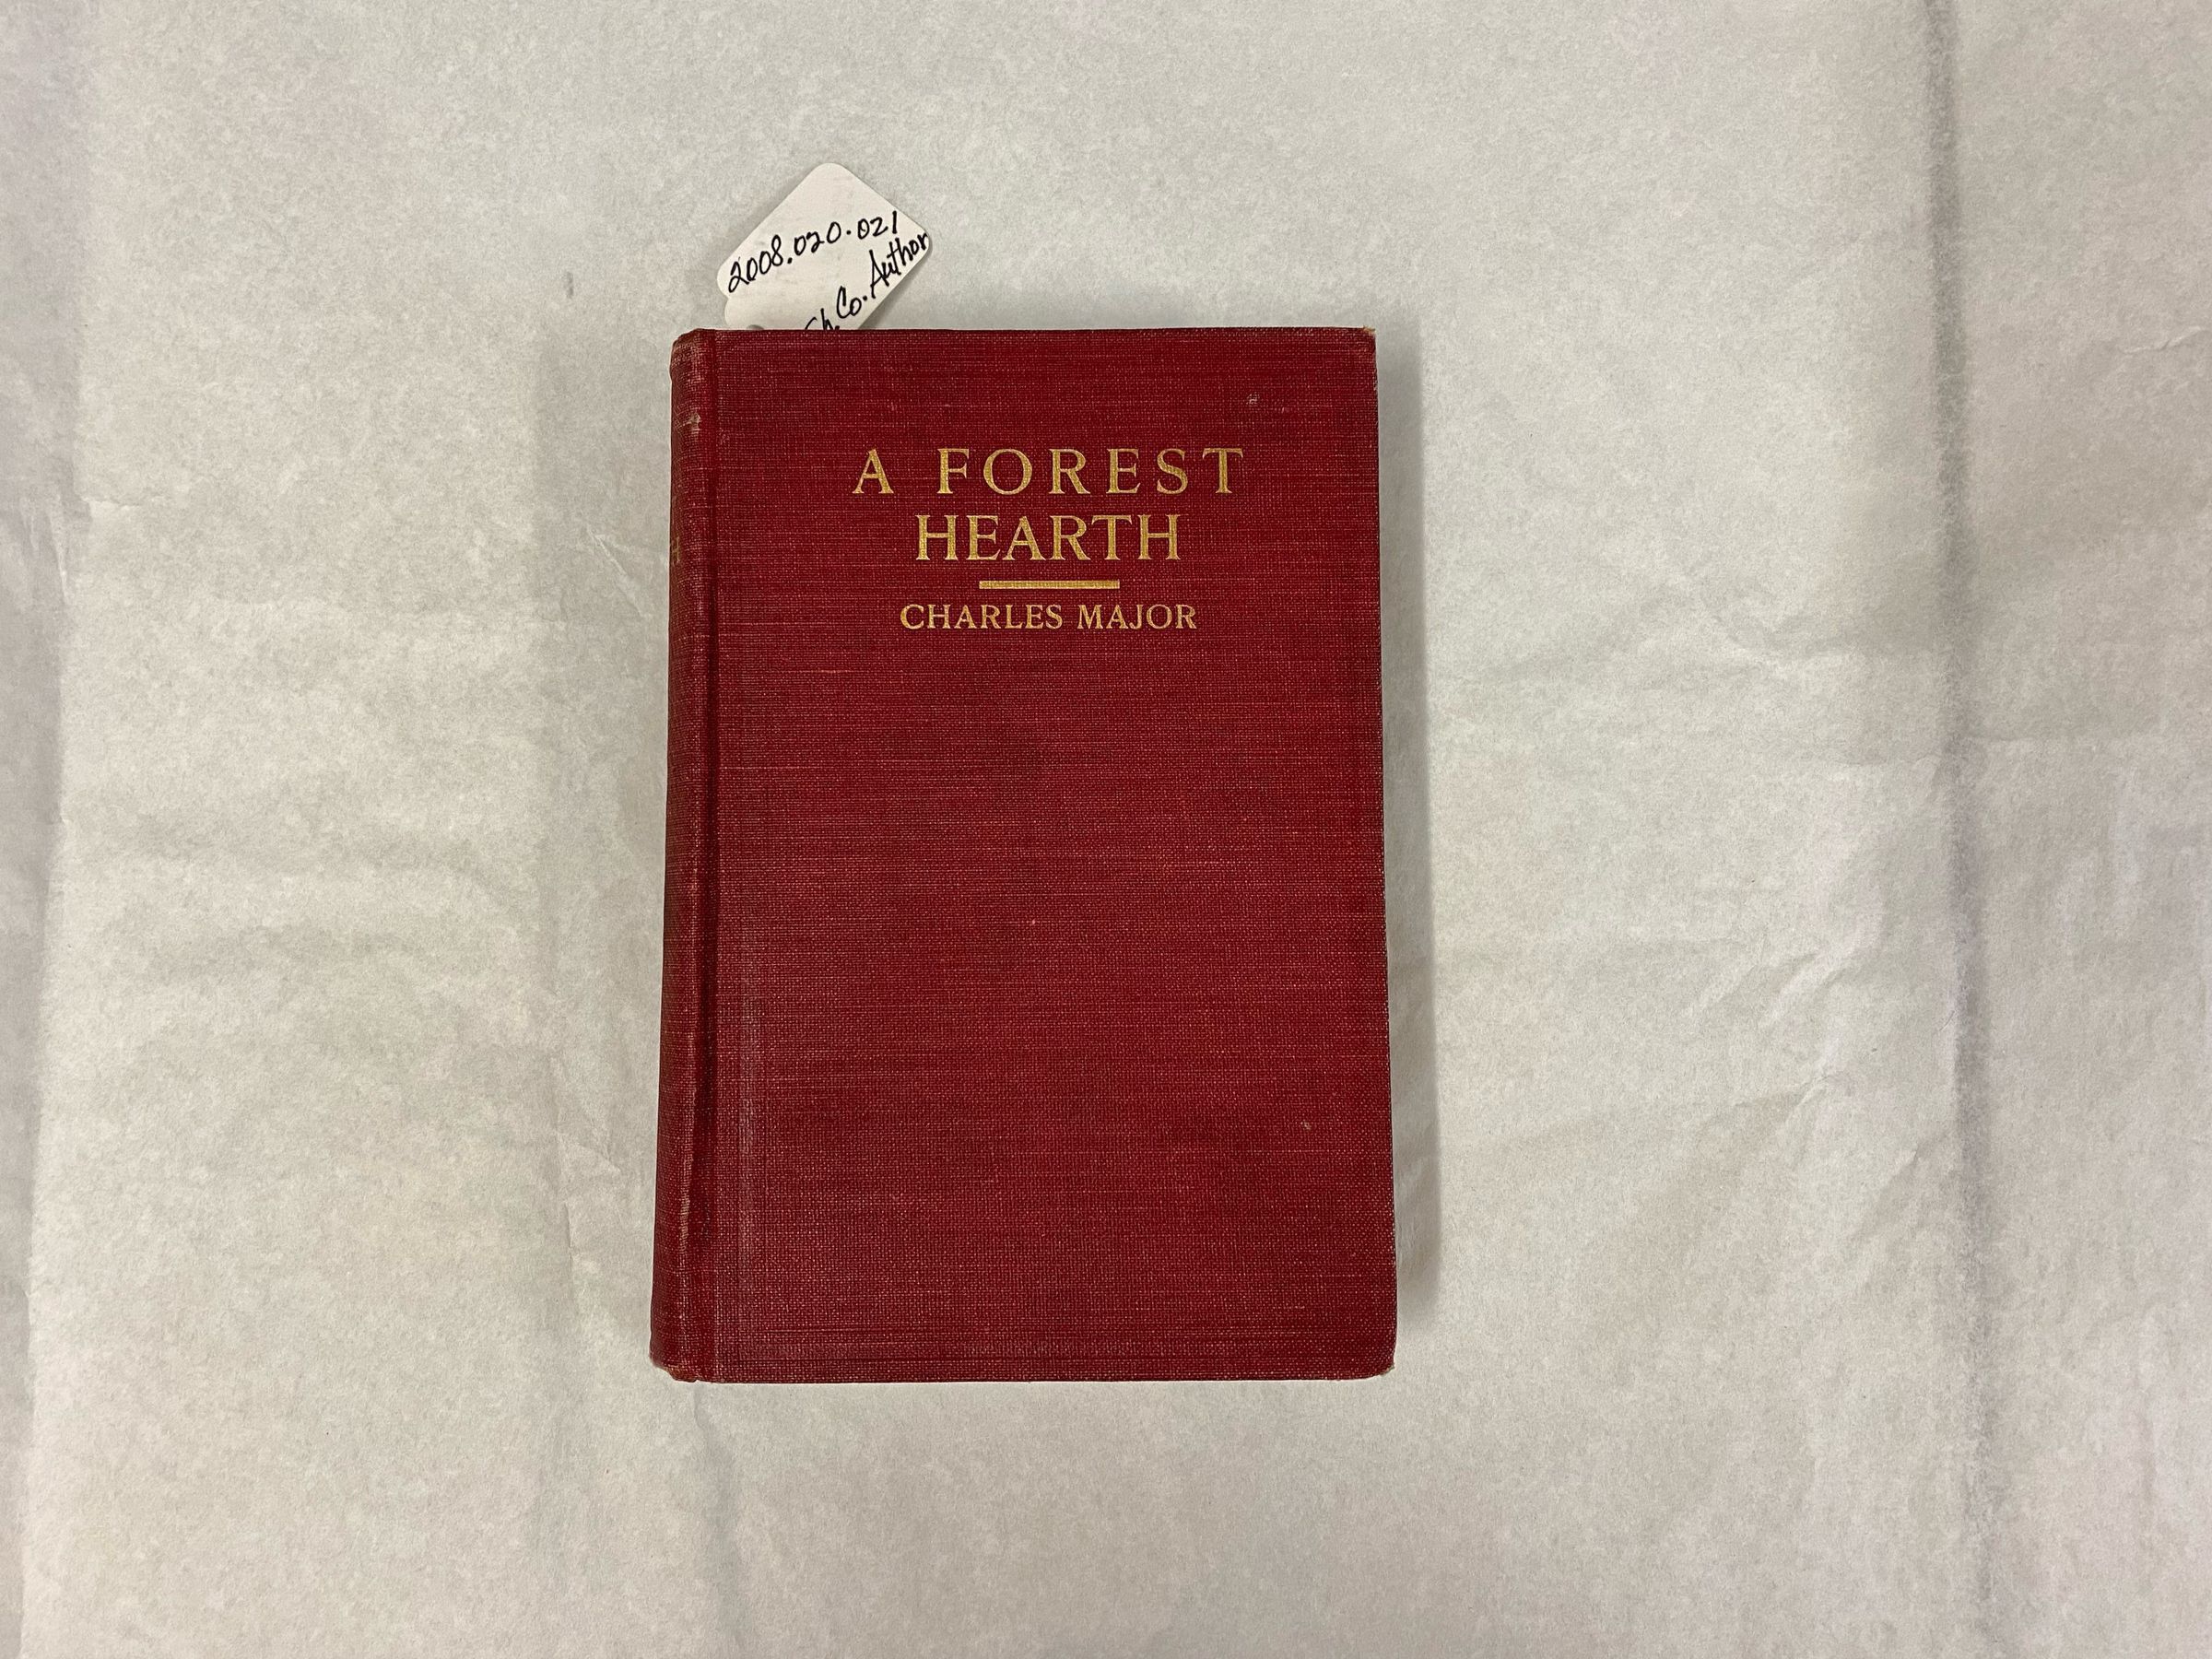 2008.020.021
Sh. Co. Author
A FOREST
HEARTH
CHARLES MAJOR